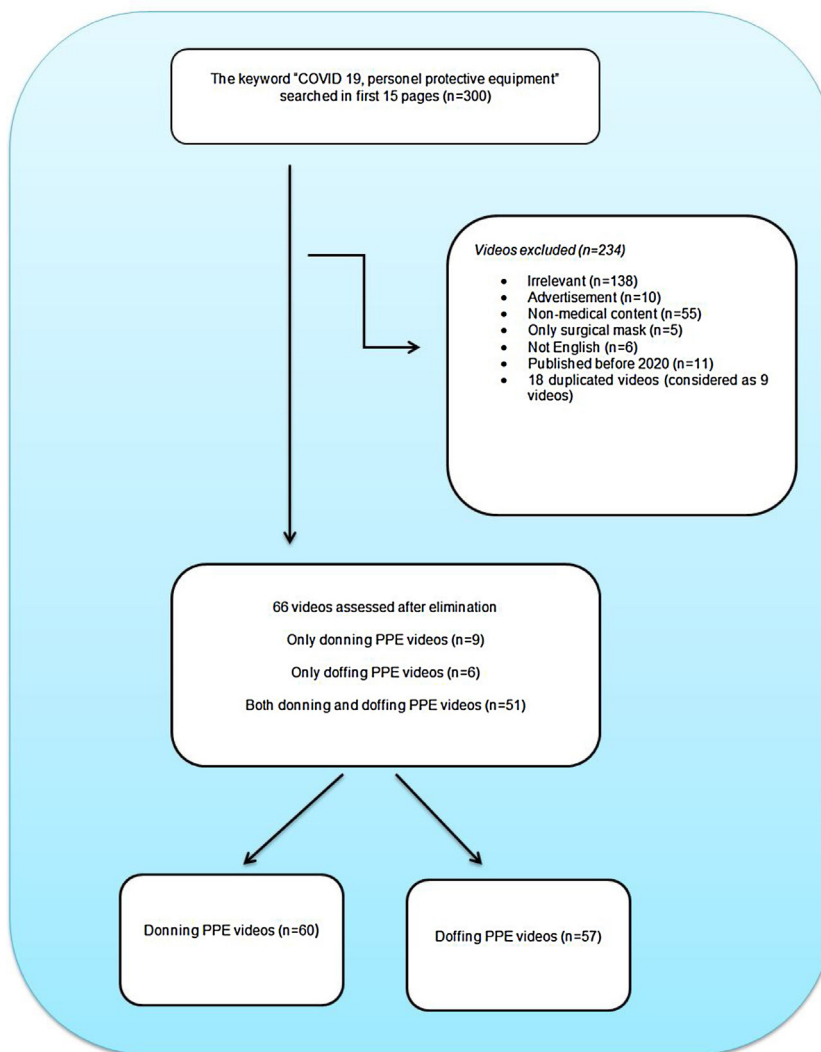 The keyword "COVID 19, personel protective equipment"
searched in first 15 pages (n=300)
Videos excluded (n=234)
• Irrelevant (n=138)
• Advertisement (n=10)
• Non-medical content (n=55)
• Only surgical mask (n=5)
• Not English (n=6)
• Published before 2020 (n=11)
• 18 duplicated videos (considered as 9
videos)
66 videos assessed after elimination
Only donning PPE videos (n=9)
Only doffing PPE videos (n=6)
Both donning and doffing PPE videos (n=51)
Donning PPE videos (n=60)
Doffing PPE videos (n=57)